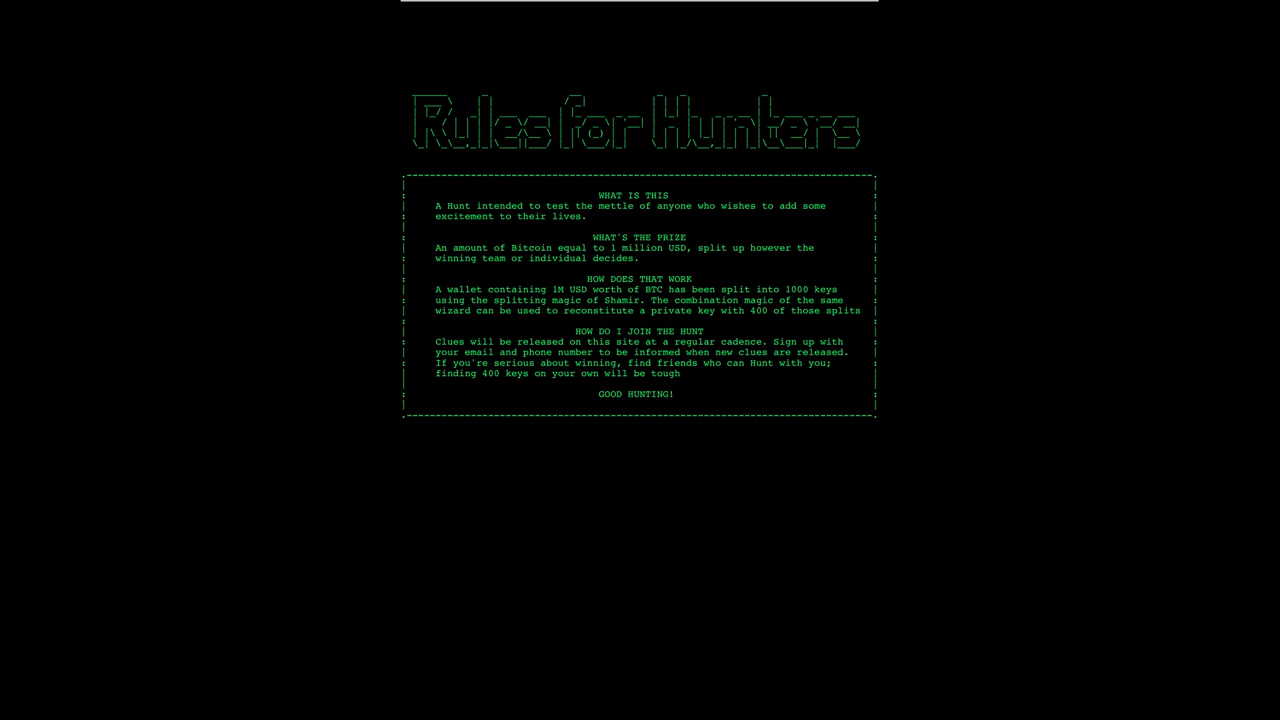 Rules for Hunters
WHAT IS THIS
A Hunt intended to test the mettle of anyone who wishes to add some
excitement to their lives.
WHAT'S THE PRIZE
An amount of Bitcoin equal to 1 million USD, split up however the
winning team or individual decides.
HOW DOES THAT WORK
A wallet containing 1M USD worth of BTC has been split into 1000 keys
using the splitting magic of Shamir. The combination magic of the same
wizard can be used to reconstitute a private key with 400 of those splits
HOW DO I JOIN THE HUNT
Clues will be released on this site at a regular cadence. Sign up with
your email and phone number to be informed when new clues are released.
If you're serious about winning, find friends who can Hunt with you;
finding 400 keys on your own will be tough
GOOD HUNTING!